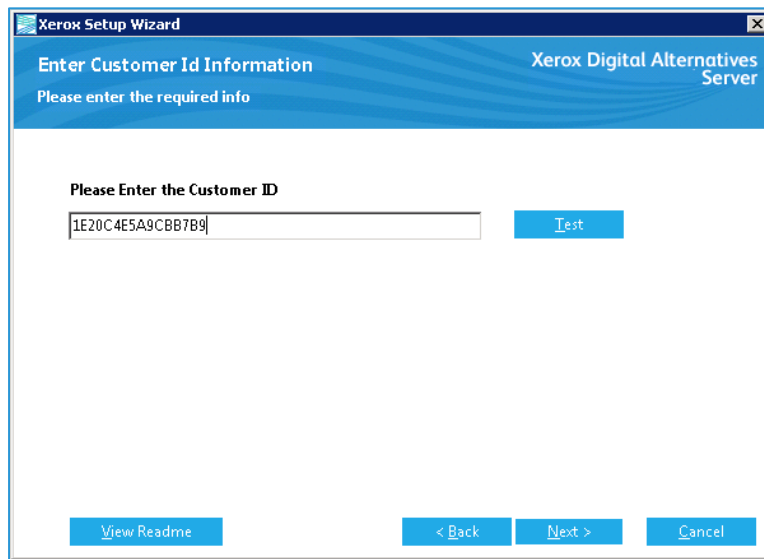 Xerox Setup Wizard
Enter Customer Id Information
Xerox Digital Alternatives
Server
Please enter the required info
Please Enter the Customer ID
1E20C4E5A9CBB7B9
Test
View Readme
< Back
Next >
Cancel